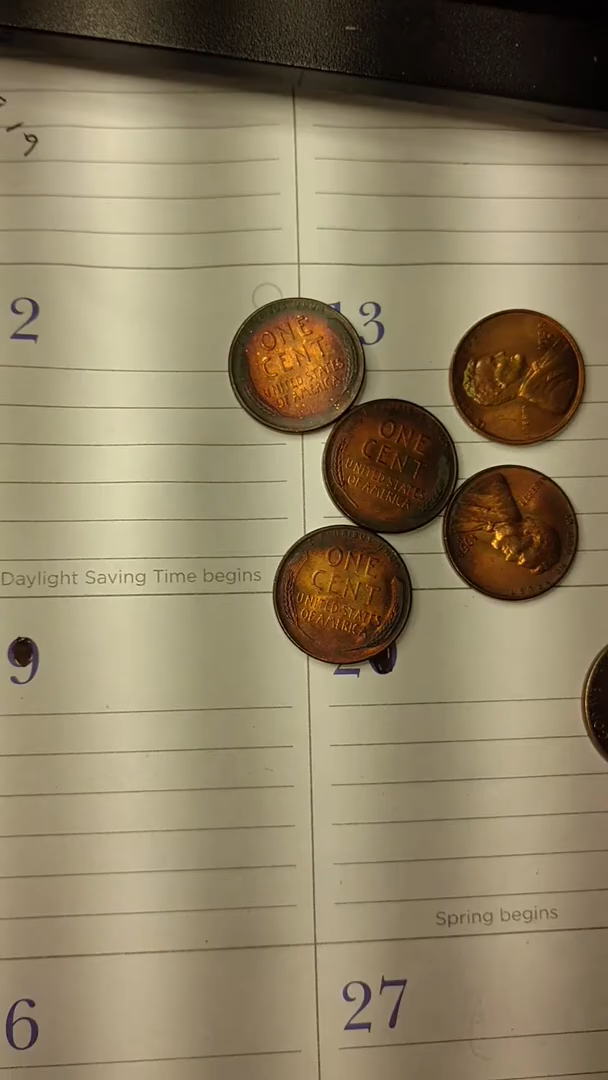 9
2
13
ONE
CENT
UNITED STATES
OF AMERICA
ONE
CENT
UNITED STATES
OF AMERICA
ONE
CENT
UNITED STATES
OF AMERICA
Daylight Saving Time begins
9
20
Spring begins
6
27